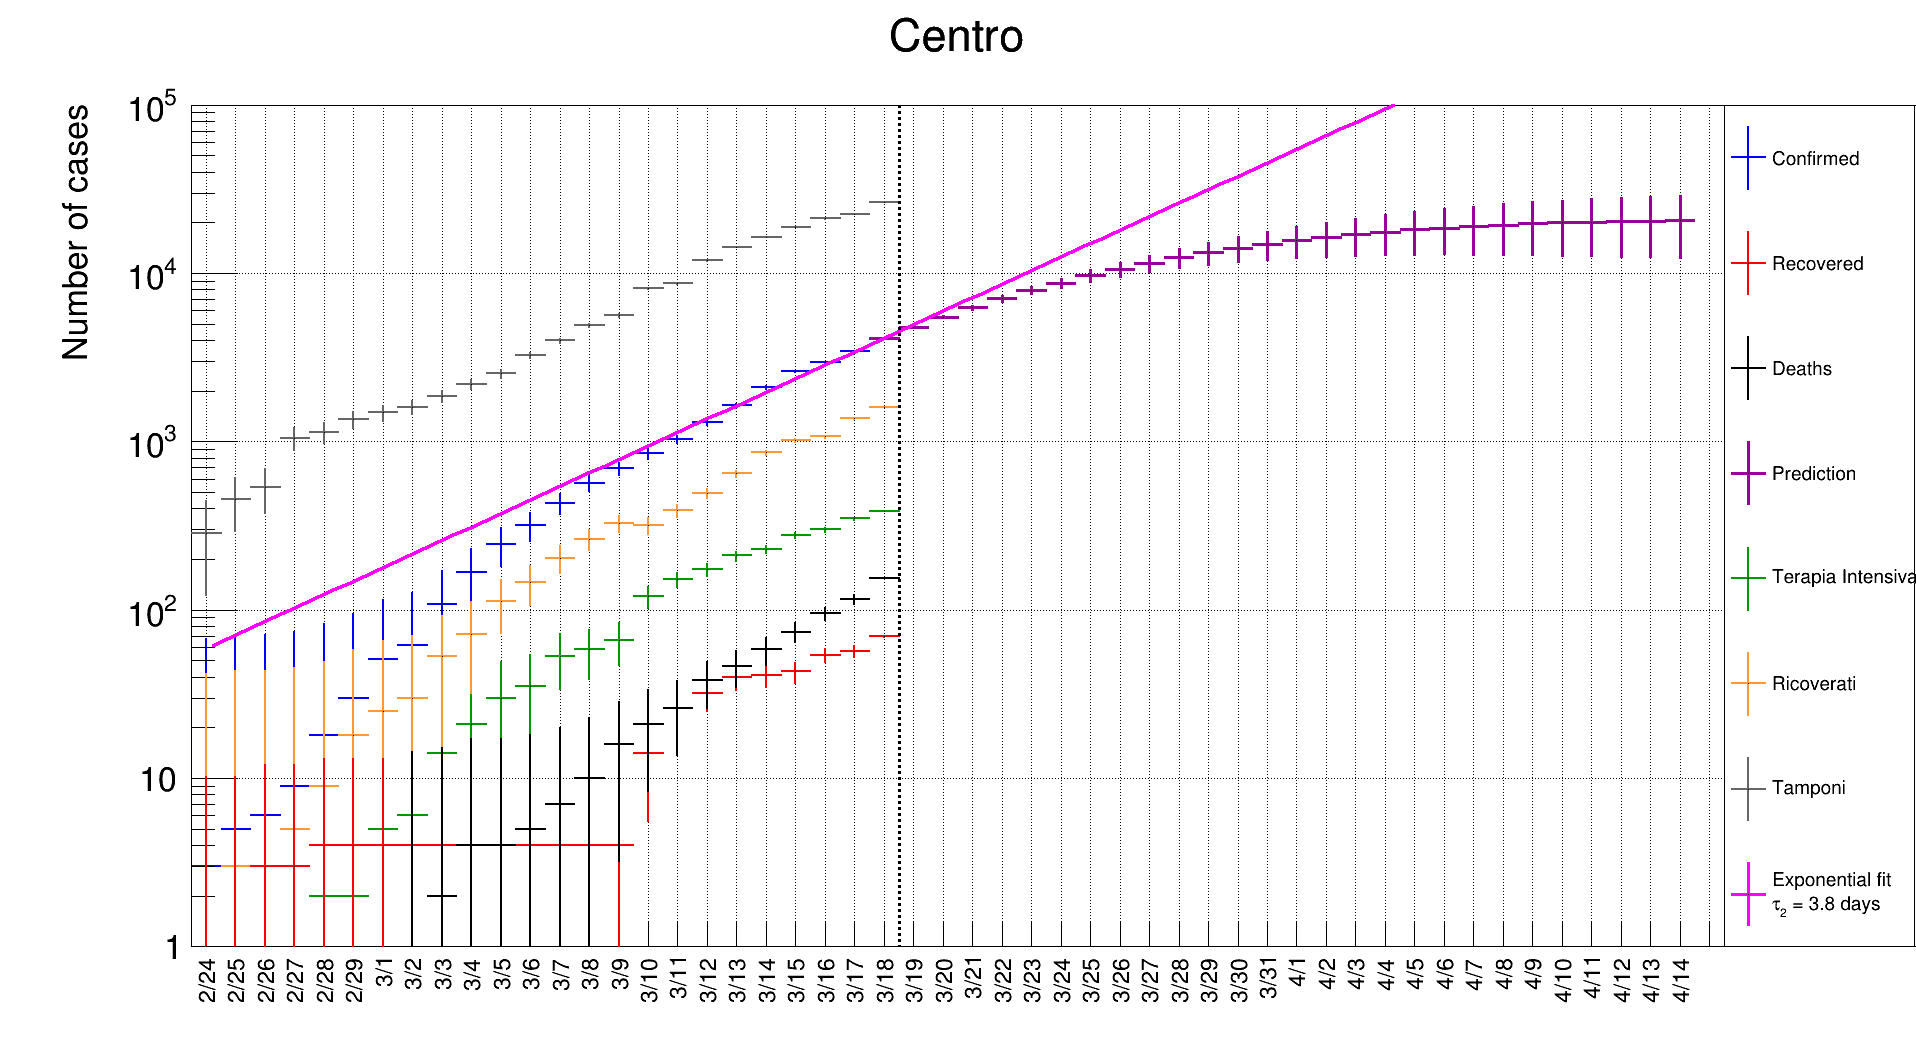 Centro
Number of cases
10^5
10^4
10^3
10^2
10
1
2/24 2/25 2/26 2/27 2/28 2/29 3/1 3/2 3/3 3/4 3/5 3/6 3/7 3/8 3/9 3/10 3/11 3/12 3/13 3/14 3/15 3/16 3/17 3/18 3/19 3/20 3/21 3/22 3/23 3/24 3/25 3/26 3/27 3/28 3/29 3/30 3/31 4/1 4/2 4/3 4/4 4/5 4/6 4/7 4/8 4/9 4/10 4/11 4/12 4/13 4/14
Confirmed
Recovered
Deaths
Prediction
Terapia Intensiva
Ricoverati
Tamponi
Exponential fit
τ_2 = 3.8 days